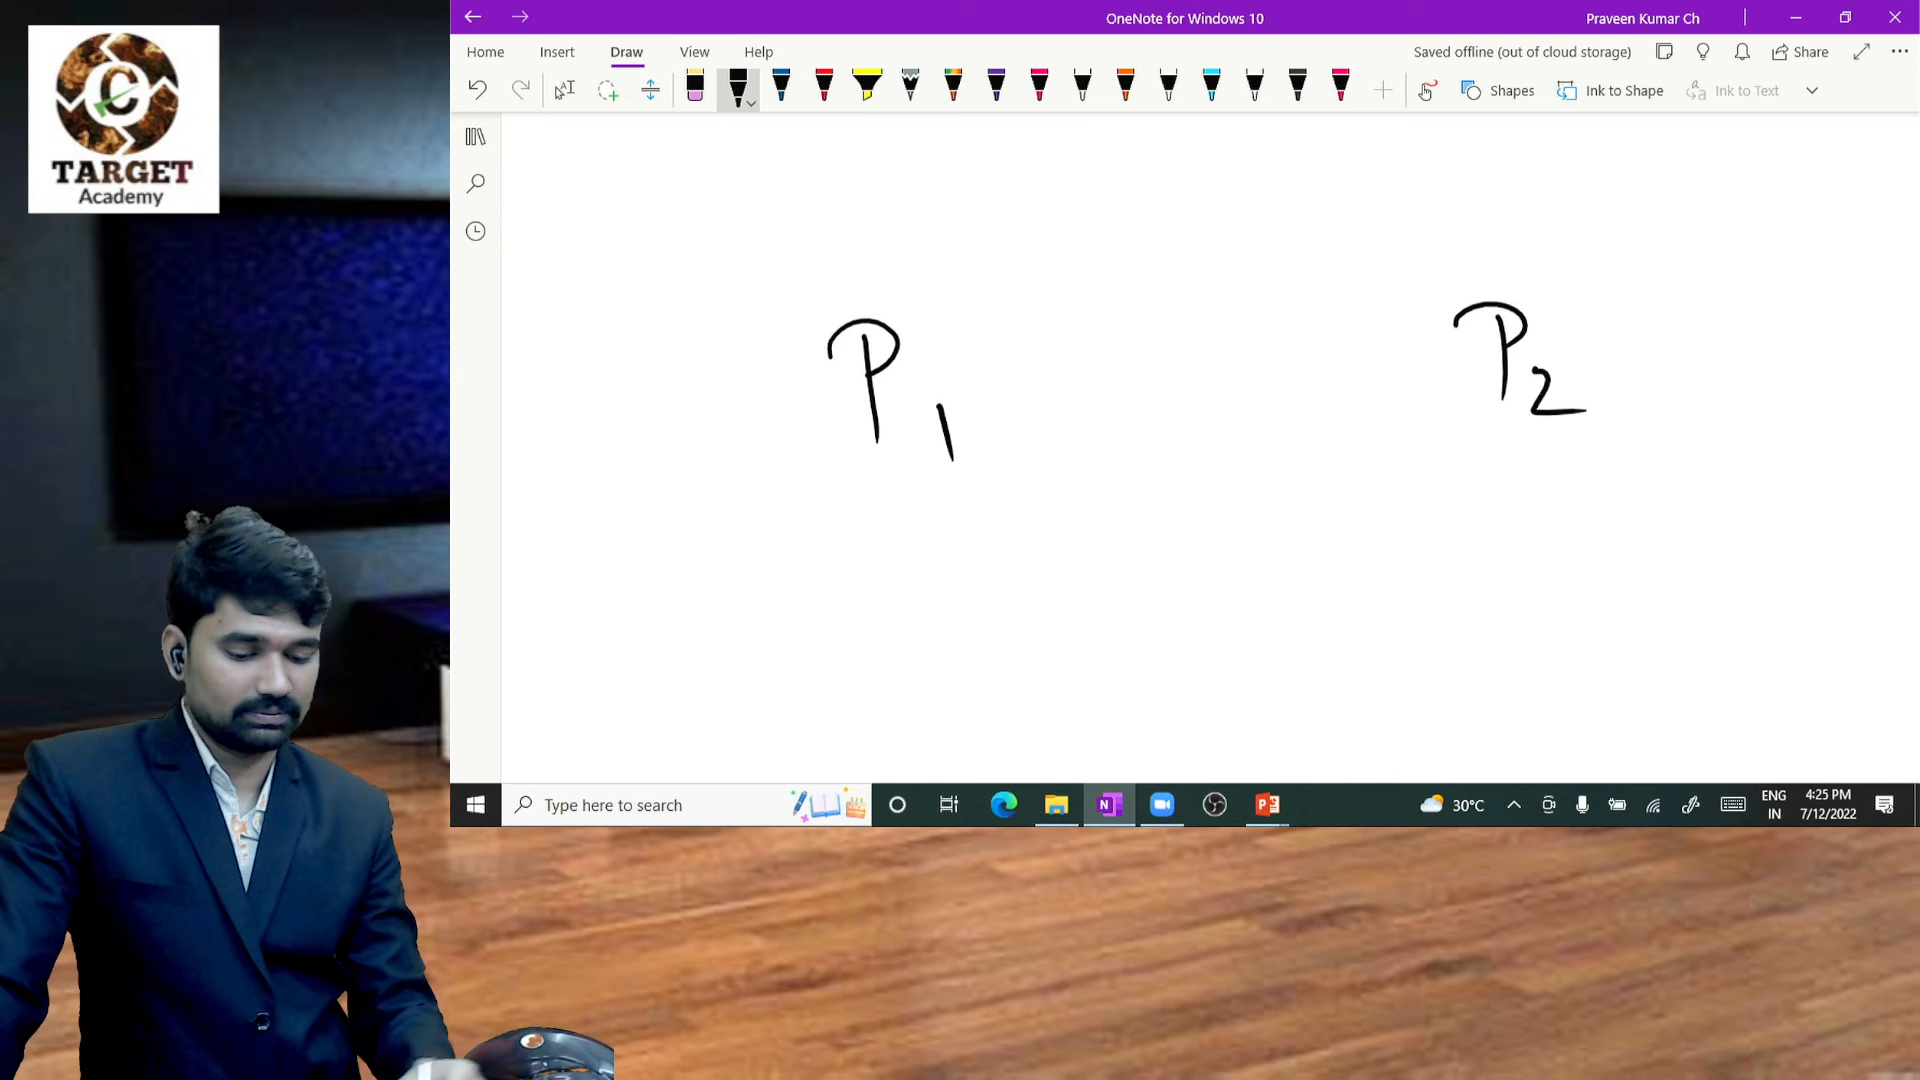 C
TARGET
Academy
OneNote for Windows 10
Praveen Kumar Ch
Home Insert Draw View Help
Saved offline (out of cloud storage)
Share
Shapes
Ink to Shape
Ink to Text
P1
P2
Type here to search
N
P
30°C
ENG
IN
4:25 PM
7/12/2022